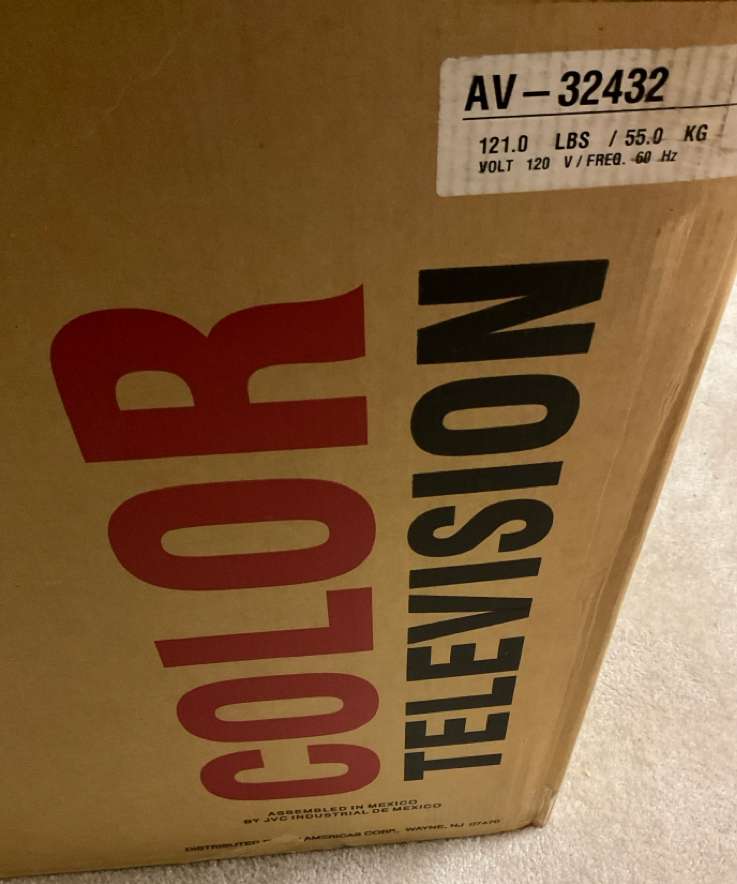 AV-32432
121.0 LBS / 55.0 KG
VOLT 120 V / FREQ. 60 Hz
COLOR
TELEVISION
ASSEMBLED IN MEXICO
BY JVC INDUSTRIAL DE MEXICO
AMERICAS CORP. WAYNE, NJ 07470